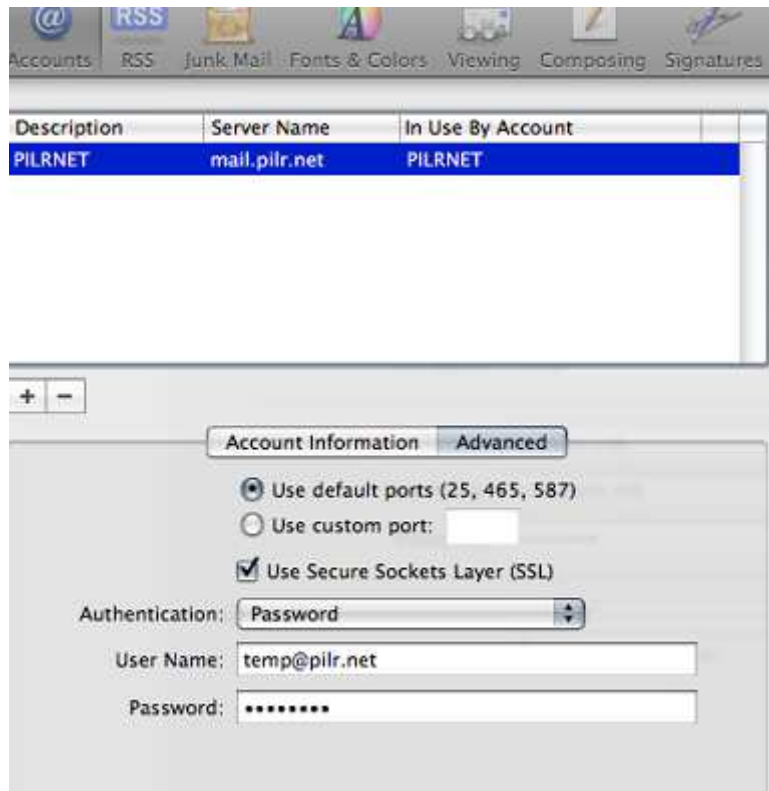 @
RSS
A
Accounts RSS Junk Mail Fonts & Colors Viewing Composing Signatures
Description Server Name In Use By Account
PILRNET mail.pilr.net PILRNET
+ −
Account Information Advanced
Use default ports (25, 465, 587)
Use custom port:
Use Secure Sockets Layer (SSL)
Authentication: Password
User Name: temp@pilr.net
Password: ••••••••